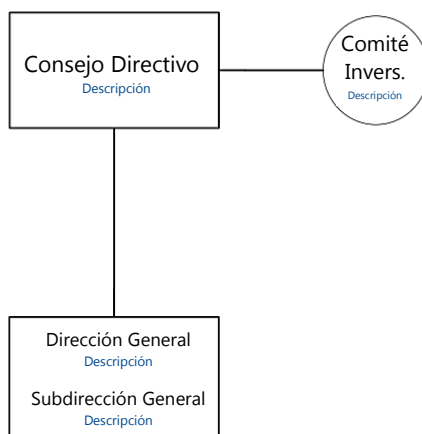 Consejo Directivo
Descripción
Comité
Invers.
Descripción
Dirección General
Descripción
Subdirección General
Descripción